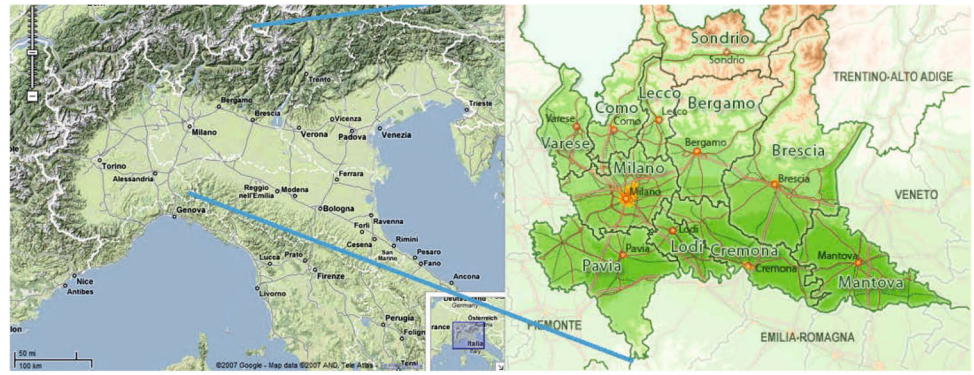 Trento
Trieste
Bergamo
Brescia
Vicenza
Milano
Verona
Padova
Venezia
Torino
Alessandria
Ferrara
Reggio
nell'Emilia
Modena
Bologna
Genova
Ravenna
Forli
Cesena
Rimini
San
Marino
Pesaro
Fano
Lucca
Prato
Firenze
Nice
Antibes
Livorno
Ancona
Perugia
Foligno
Terni
50 mi
100 km
©2007 Google - Map data ©2007 AND, Tele Atlas
Deutschland
Germany
Österreich
rance
Italia
Italy
Sondrio
Sondrio
TRENTINO-ALTO ADIGE
Lecco
Como
Bergamo
Varese
Como
Lecco
Varese
Bergamo
Brescia
Milano
Brescia
Milano
VENETO
Lodi
Pavia
Lodi
Cremona
Mantova
Pavia
Cremona
Mantova
PIEMONTE
EMILIA-ROMAGNA